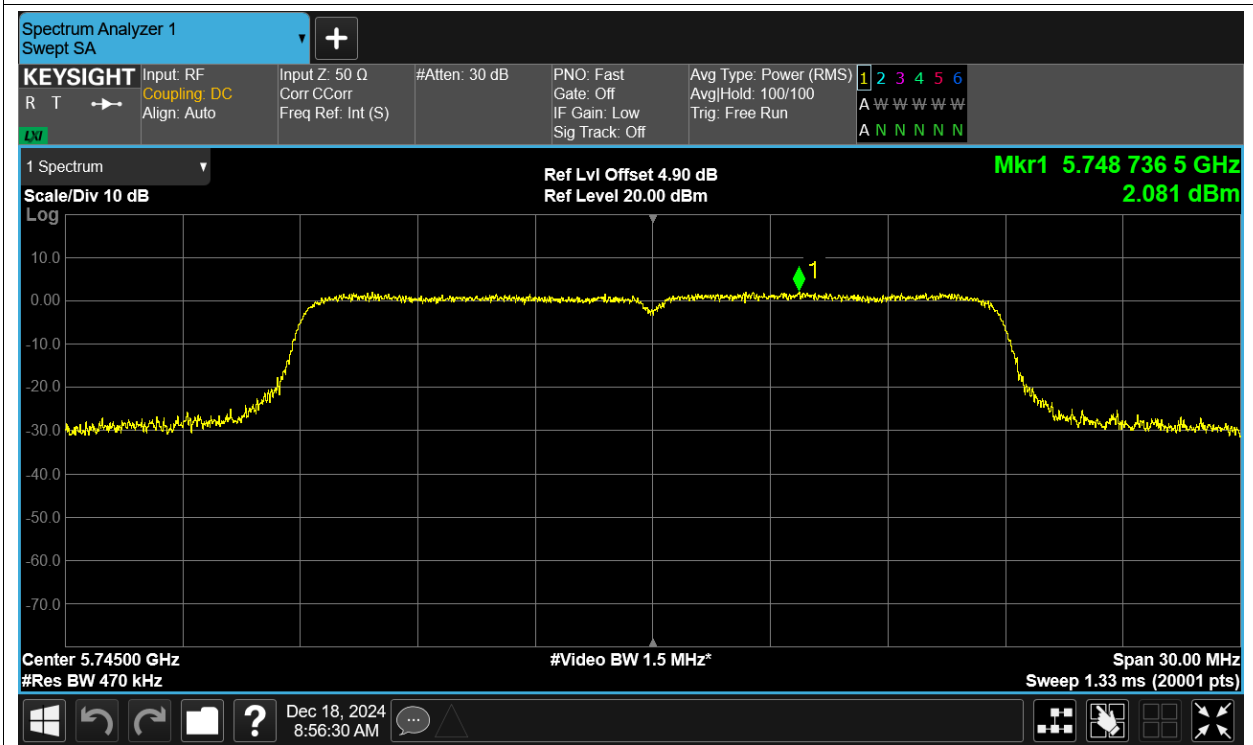 Spectrum Analyzer 1
Swept SA
+
KEYSIGHT
R T
LXI
Input: RF
Coupling: DC
Align: Auto
Input Z: 50 Ω
Corr CCorr
Freq Ref: Int (S)
#Atten: 30 dB
PNO: Fast
Gate: Off
IF Gain: Low
Sig Track: Off
Avg Type: Power (RMS)
Avg|Hold: 100/100
Trig: Free Run
1 2 3 4 5 6
A W W W W W
A N N N N N
1 Spectrum
Scale/Div 10 dB
Log
Ref Lvl Offset 4.90 dB
Ref Level 20.00 dBm
Mkr1 5.748 736 5 GHz
2.081 dBm
10.0
0.00
-10.0
-20.0
-30.0
-40.0
-50.0
-60.0
-70.0
1
Center 5.74500 GHz
#Res BW 470 kHz
#Video BW 1.5 MHz*
Span 30.00 MHz
Sweep 1.33 ms (20001 pts)
?
Dec 18, 2024
8:56:30 AM